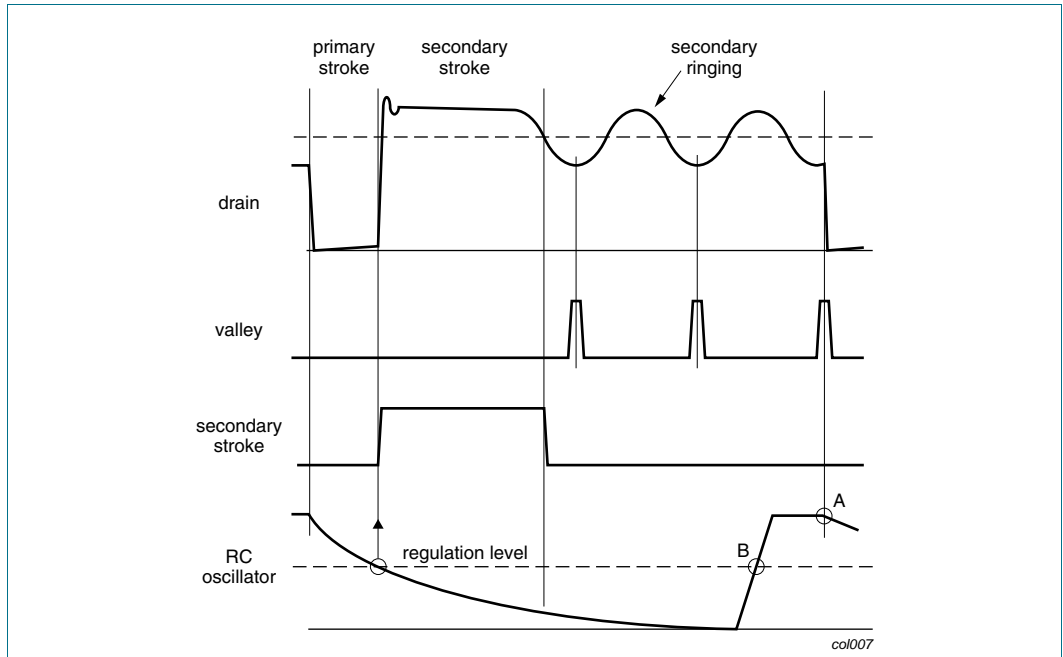 primary
stroke
secondary
stroke
secondary
ringing
drain
valley
secondary
stroke
A
B
regulation level
RC
oscillator
col007